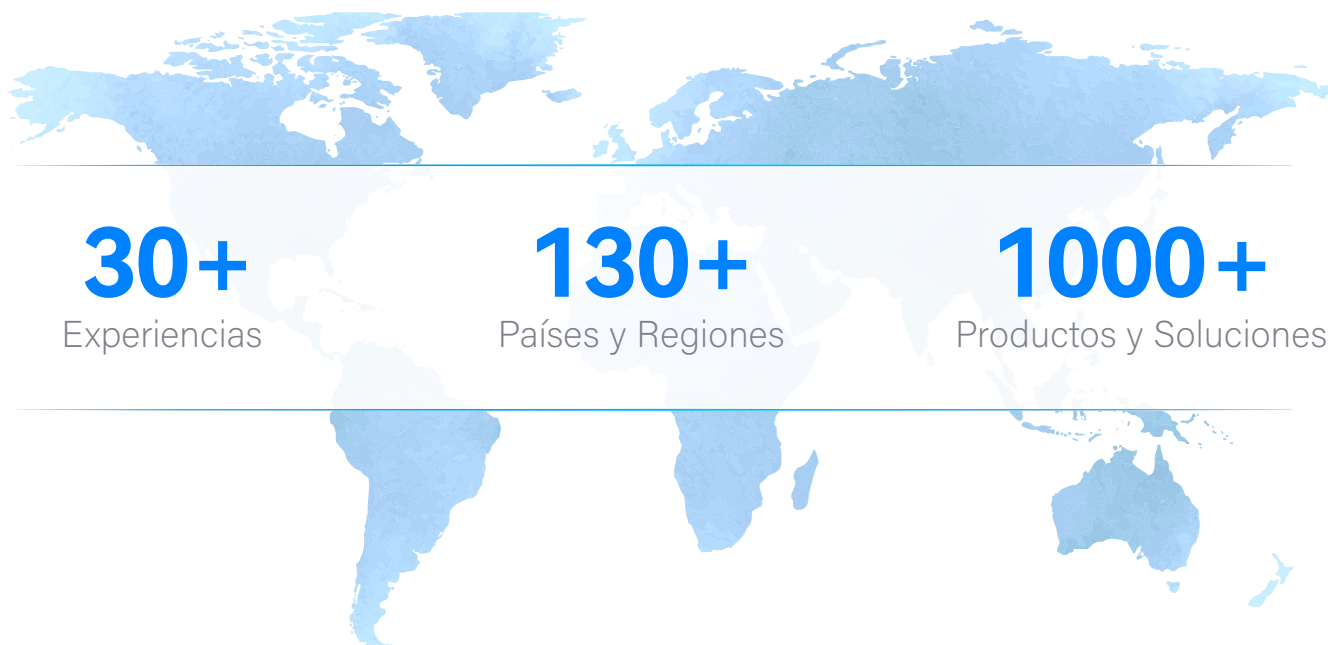 30+ 130+ 1000+
Experiencias Países y Regiones Productos y Soluciones